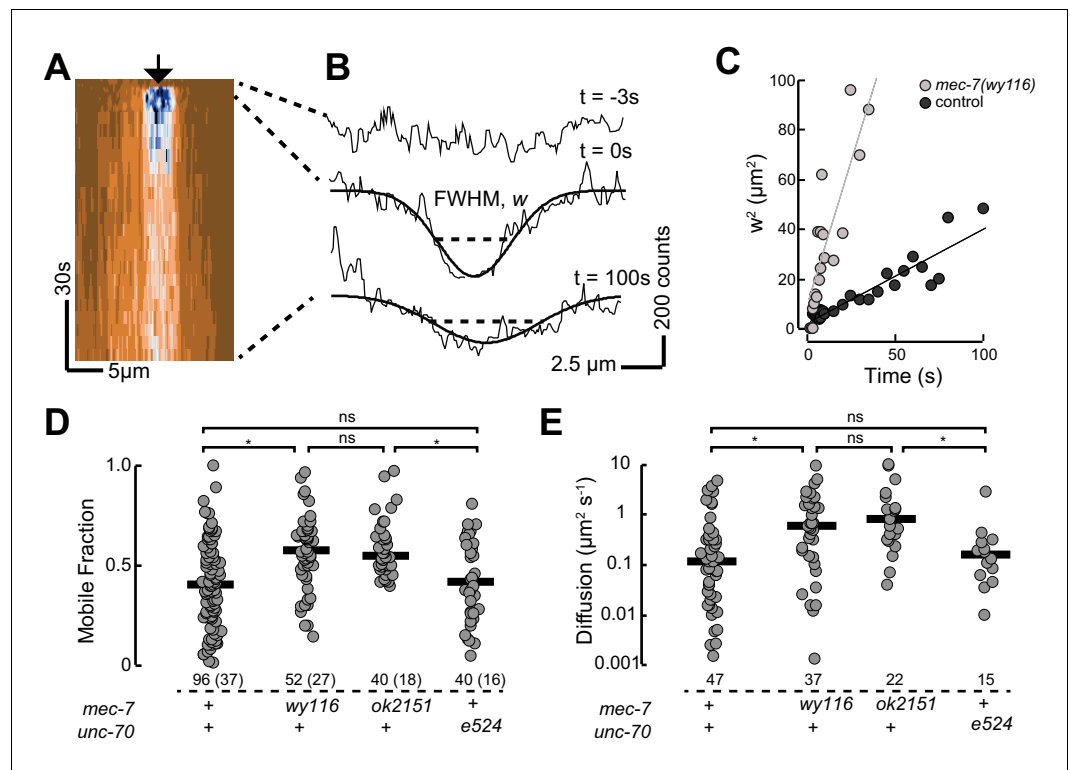 A
B
C
t = -3s
t = 0s
FWHM, w
t = 100s
30s
5µm
200 counts
2.5 µm
100
80
60
40
20
0
w² (µm²)
mec-7(wy116)
control
0
50
100
Time (s)
D
ns
* ns *
1.0
0.5
0
Mobile Fraction
96 (37) 52 (27) 40 (18) 40 (16)
mec-7 + wy116 ok2151 +
unc-70 + + + e524
E
ns
* ns *
10
1
0.1
0.01
0.001
Diffusion (µm² s⁻¹)
47 37 22 15
mec-7 + wy116 ok2151 +
unc-70 + + + e524